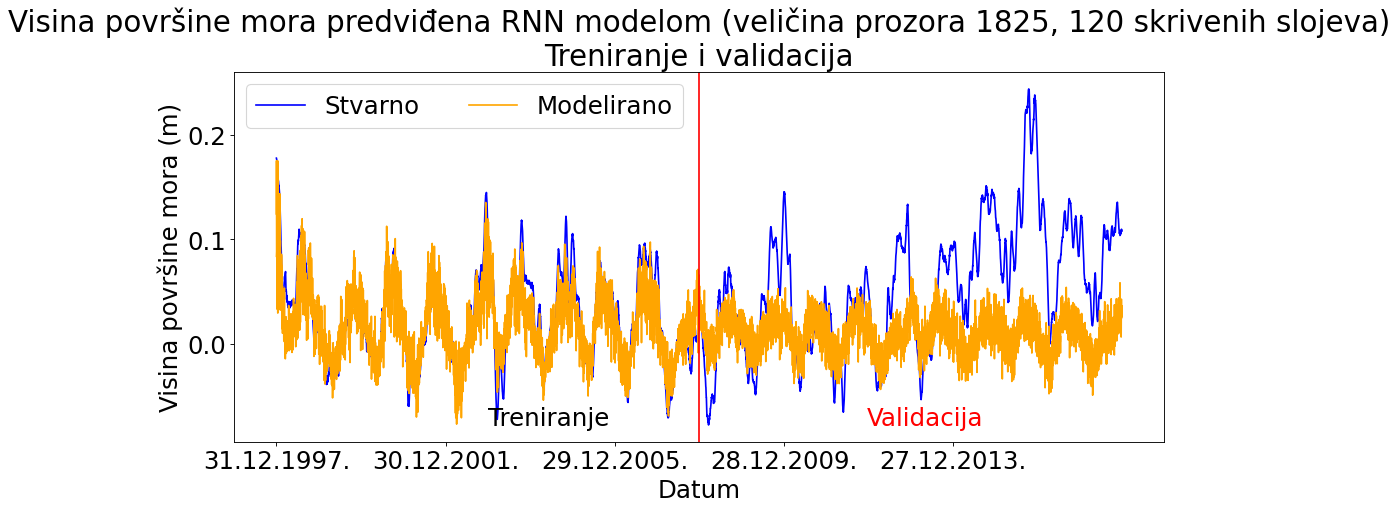 Visina površine mora predviđena RNN modelom (veličina prozora 1825, 120 skrivenih slojeva)
Treniranje i validacija
Stvarno
Modelirano
Visina površine mora (m)
0.2
0.1
0.0
Treniranje
Validacija
31.12.1997.
30.12.2001.
29.12.2005.
28.12.2009.
27.12.2013.
Datum